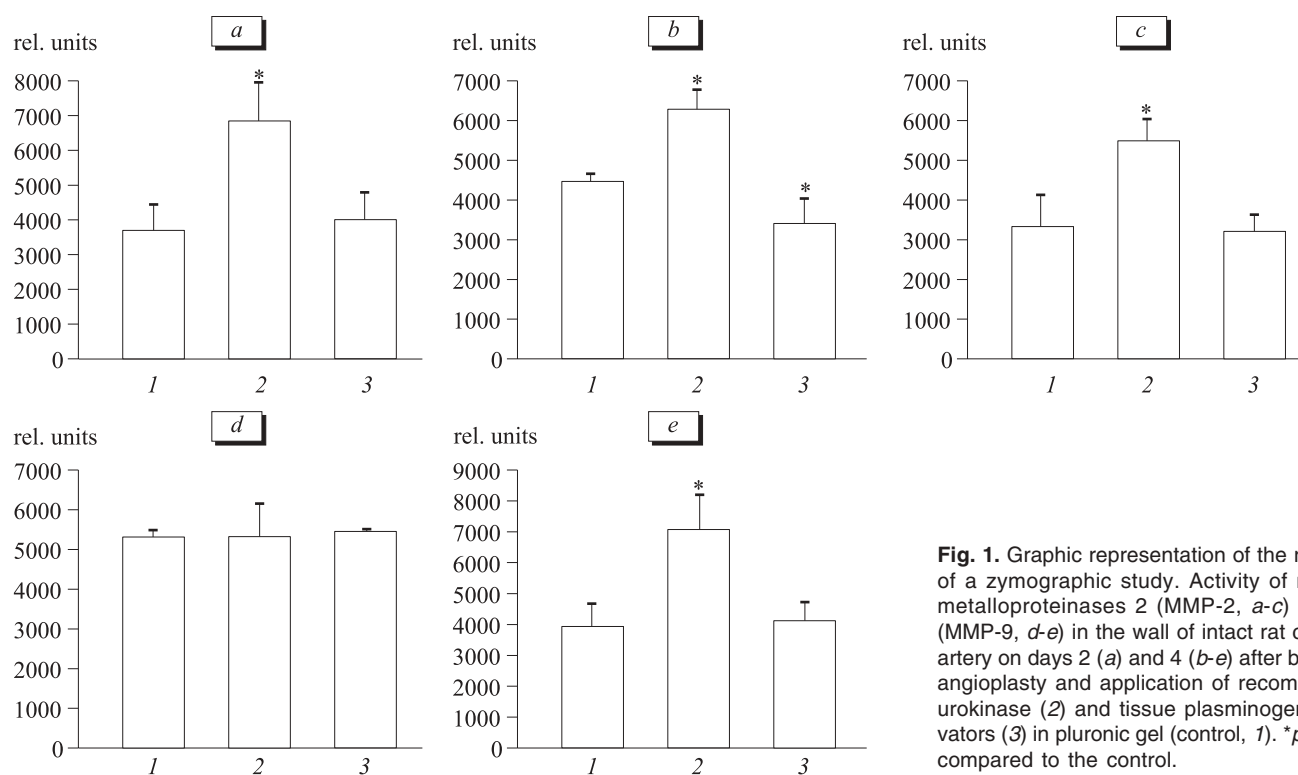 a
rel. units
8000
7000
6000
5000
4000
3000
2000
1000
0
*
1 2 3
b
rel. units
7000
6000
5000
4000
3000
2000
1000
0
*
*
1 2 3
c
rel. units
7000
6000
5000
4000
3000
2000
1000
0
*
1 2 3
d
rel. units
7000
6000
5000
4000
3000
2000
1000
0
1 2 3
e
rel. units
9000
8000
7000
6000
5000
4000
3000
2000
1000
0
*
1 2 3
Fig. 1. Graphic representation of the
of a zymographic study. Activity of
metalloproteinases 2 (MMP-2, a-c)
(MMP-9, d-e) in the wall of intact rat
artery on days 2 (a) and 4 (b-e) after
angioplasty and application of
urokinase (2) and tissue
vators (3) in pluronic gel (control, 1). *p
compared to the control.